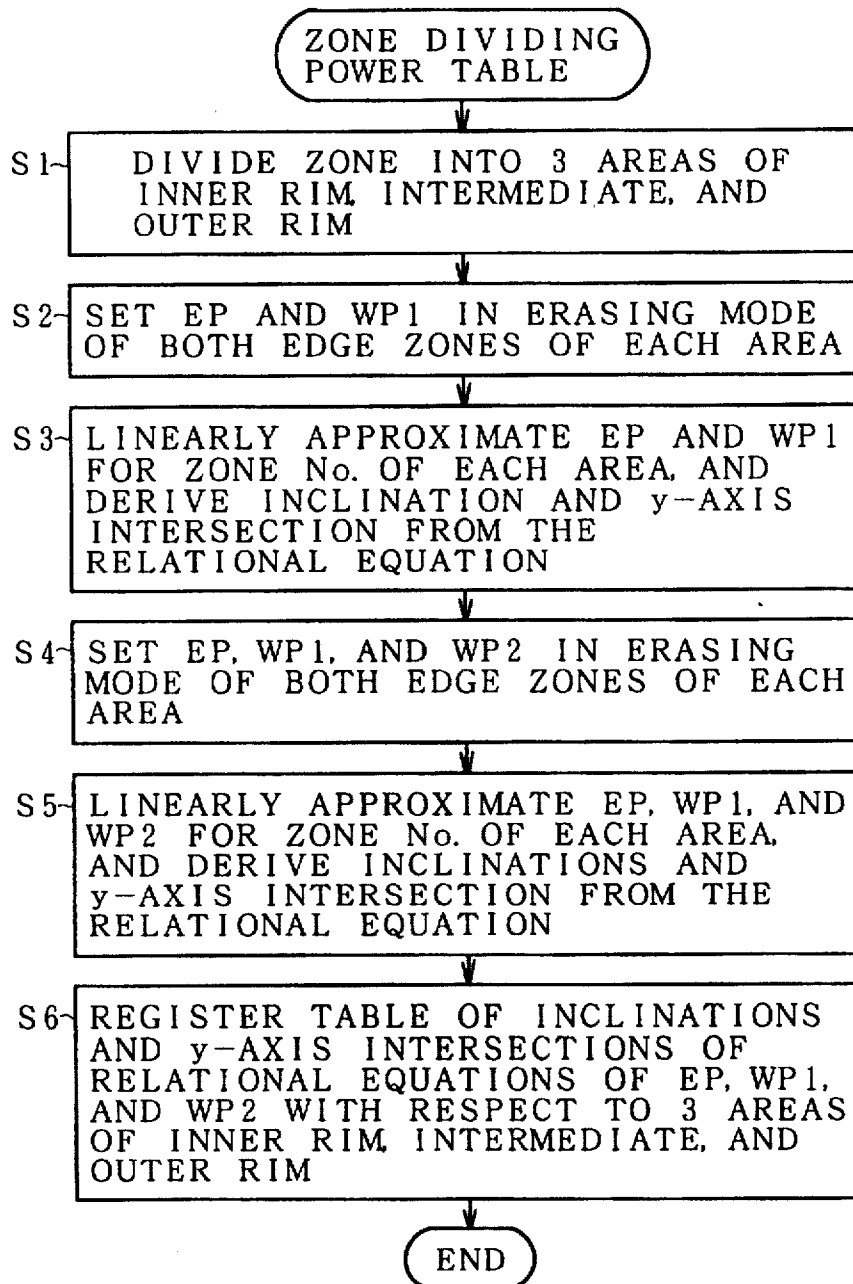 ZONE DIVIDING
POWER TABLE
S1
DIVIDE ZONE INTO 3 AREAS OF
INNER RIM, INTERMEDIATE, AND
OUTER RIM
S2
SET EP AND WP1 IN ERASING MODE
OF BOTH EDGE ZONES OF EACH AREA
S3
LINEARLY APPROXIMATE EP AND WP1
FOR ZONE No. OF EACH AREA, AND
DERIVE INCLINATION AND y-AXIS
INTERSECTION FROM THE
RELATIONAL EQUATION
S4
SET EP, WP1, AND WP2 IN ERASING
MODE OF BOTH EDGE ZONES OF EACH
AREA
S5
LINEARLY APPROXIMATE EP, WP1, AND
WP2 FOR ZONE No. OF EACH AREA,
AND DERIVE INCLINATIONS AND
y-AXIS INTERSECTION FROM THE
RELATIONAL EQUATION
S6
REGISTER TABLE OF INCLINATIONS
AND y-AXIS INTERSECTIONS OF
RELATIONAL EQUATIONS OF EP, WP1,
AND WP2 WITH RESPECT TO 3 AREAS
OF INNER RIM, INTERMEDIATE, AND
OUTER RIM
END